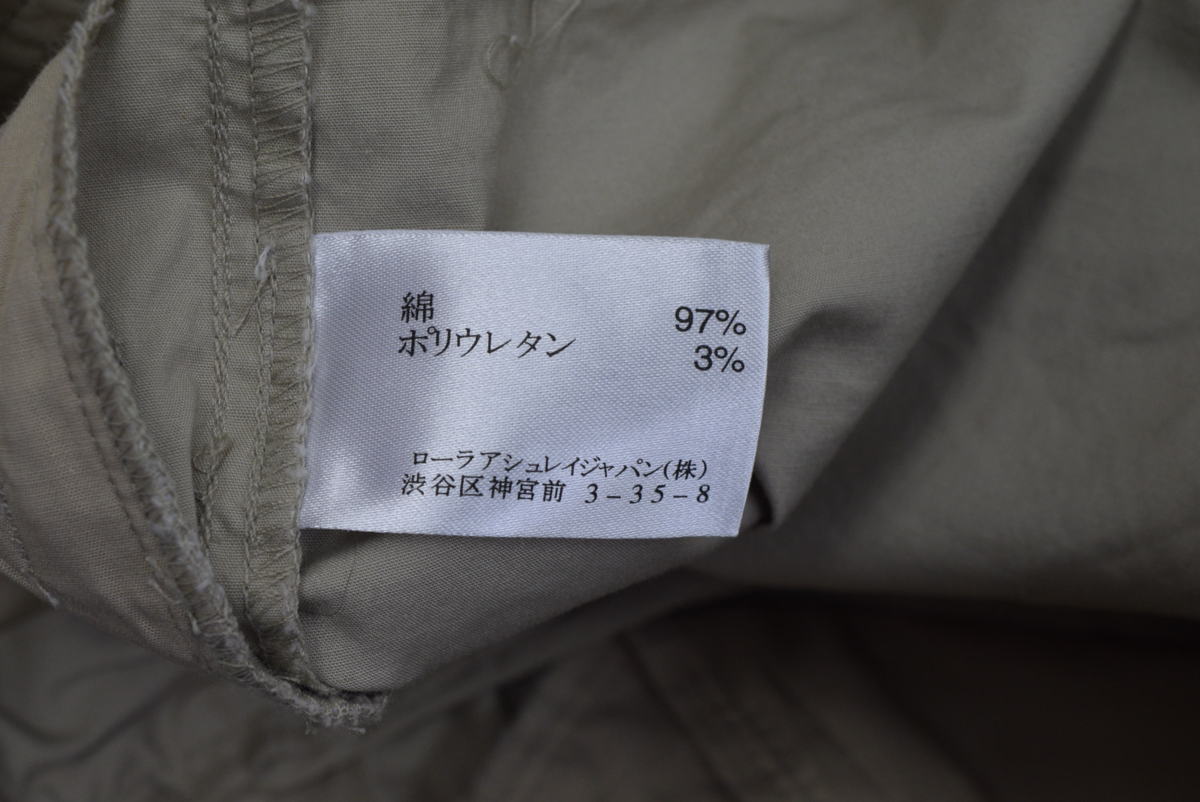 綿 97%
ポリウレタン 3%
ローラアシュレイジャパン(株)
渋谷区神宮前 3-35-8